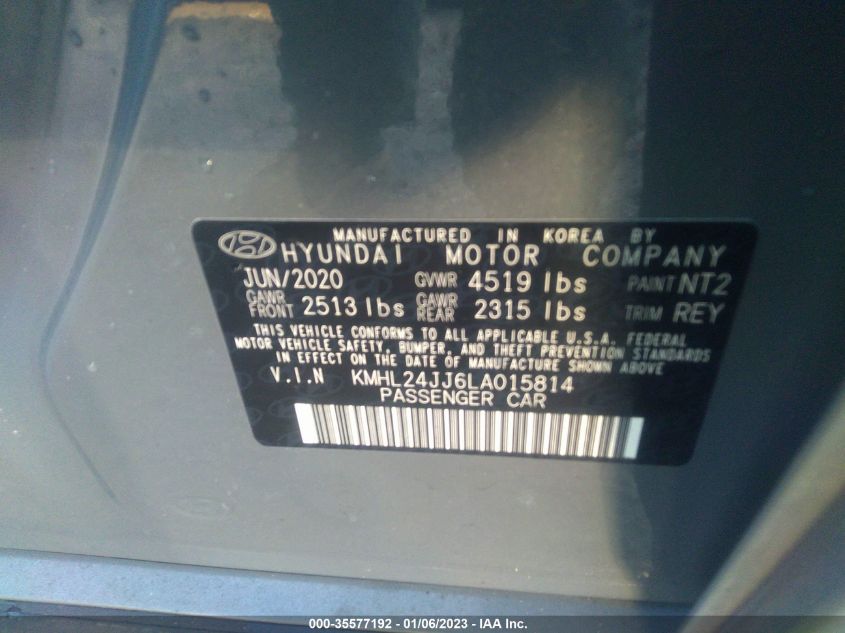 MANUFACTURED IN KOREA BY
HYUNDAI MOTOR COMPANY
JUN/2020 GVWR 4519 lbs PAINT NT2
GAWR FRONT 2513 lbs GAWR REAR 2315 lbs TRIM REY
THIS VEHICLE CONFORMS TO ALL APPLICABLE U.S.A. FEDERAL
MOTOR VEHICLE SAFETY, BUMPER, AND THEFT PREVENTION STANDARDS
IN EFFECT ON THE DATE OF MANUFACTURE SHOWN ABOVE
V.I.N KMHL24JJ6LA015814
PASSENGER CAR
000-35577192 - 01/06/2023 - IAA Inc.